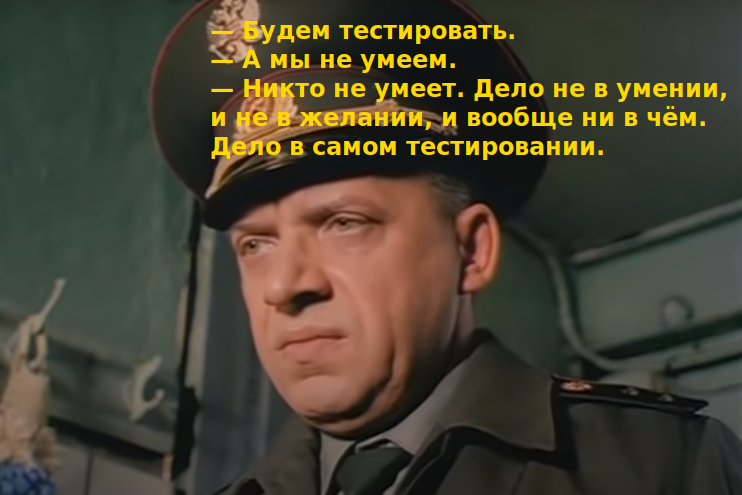 — Будем тестировать.
— А мы не умеем.
— Никто не умеет. Дело не в умении,
и не в желании, и вообще ни в чём.
Дело в самом тестировании.